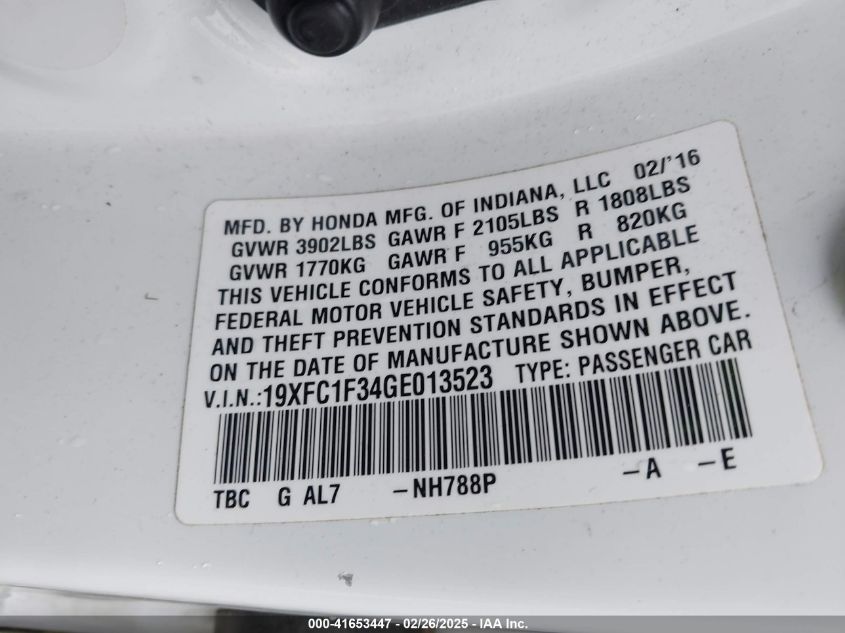 MFD. BY HONDA MFG. OF INDIANA, LLC 02/'16
GVWR 3902LBS GAWR F 2105LBS R 1808LBS
GVWR 1770KG GAWR F 955KG R 820KG
THIS VEHICLE CONFORMS TO ALL APPLICABLE
FEDERAL MOTOR VEHICLE SAFETY, BUMPER,
AND THEFT PREVENTION STANDARDS IN EFFECT
ON THE DATE OF MANUFACTURE SHOWN ABOVE.
V.I.N.:19XFC1F34GE013523 TYPE: PASSENGER CAR
TBC G AL7 -NH788P -A -E
000-41653447 - 02/26/2025 - IAA Inc.